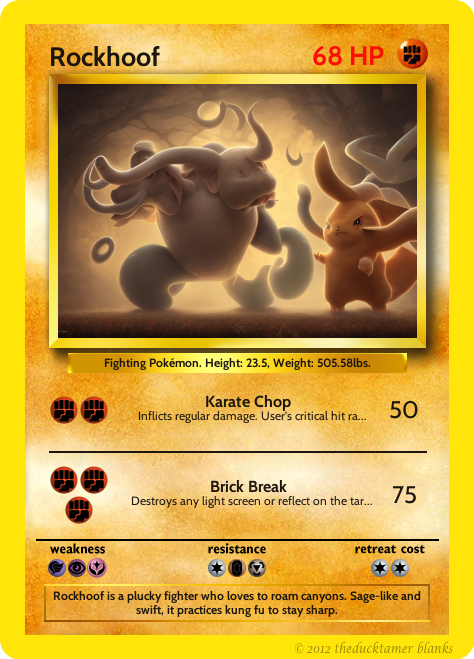 Rockhoof
68 HP
Fighting Pokémon. Height: 23.5, Weight: 505.58lbs.
Karate Chop
Inflicts regular damage. User's critical hit ra...
50
Brick Break
Destroys any light screen or reflect on the tar...
75
weakness
resistance
retreat cost
Rockhoof is a plucky fighter who loves to roam canyons. Sage-like and
swift, it practices kung fu to stay sharp.
© 2012 theducktamer blanks